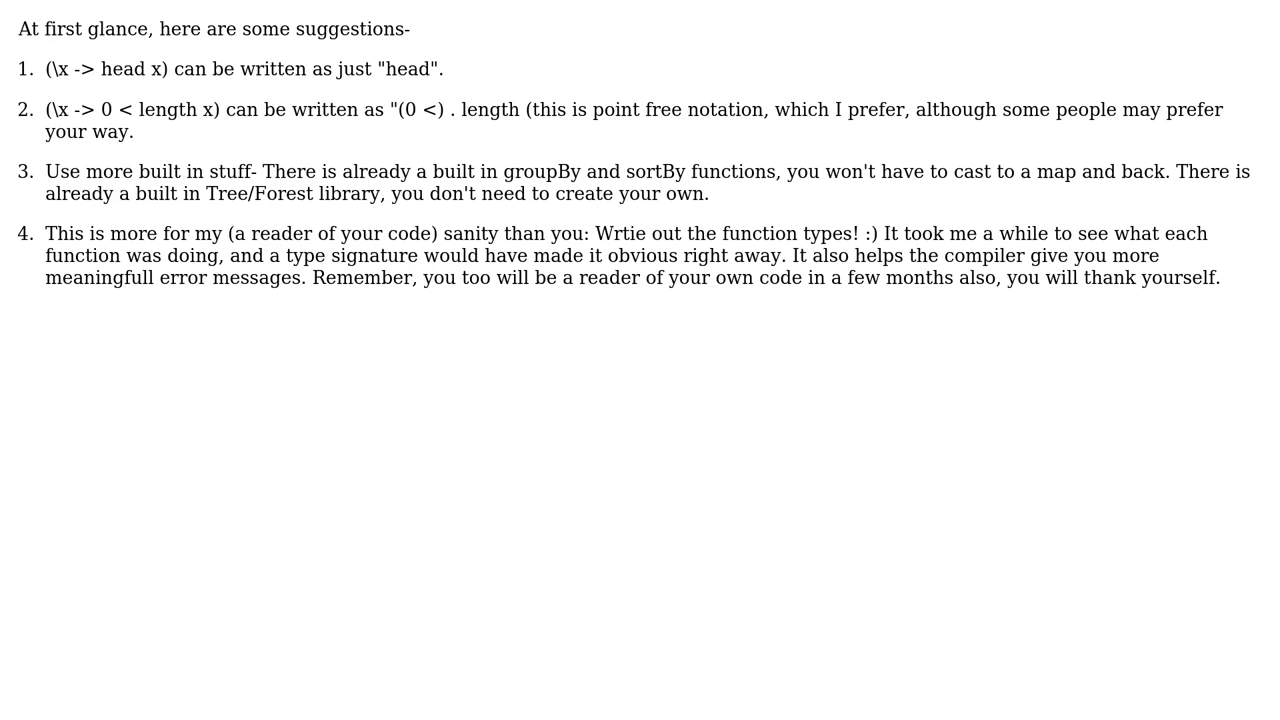 At first glance, here are some suggestions-
1. (\x -> head x) can be written as just "head".
2. (\x -> 0 < length x) can be written as "(0 <) . length (this is point free notation, which I prefer, although some people may prefer
your way.
3. Use more built in stuff- There is already a built in groupBy and sortBy functions, you won't have to cast to a map and back. There is
already a built in Tree/Forest library, you don't need to create your own.
4. This is more for my (a reader of your code) sanity than you: Wrtie out the function types! :) It took me a while to see what each
function was doing, and a type signature would have made it obvious right away. It also helps the compiler give you more
meaningfull error messages. Remember, you too will be a reader of your own code in a few months also, you will thank yourself.